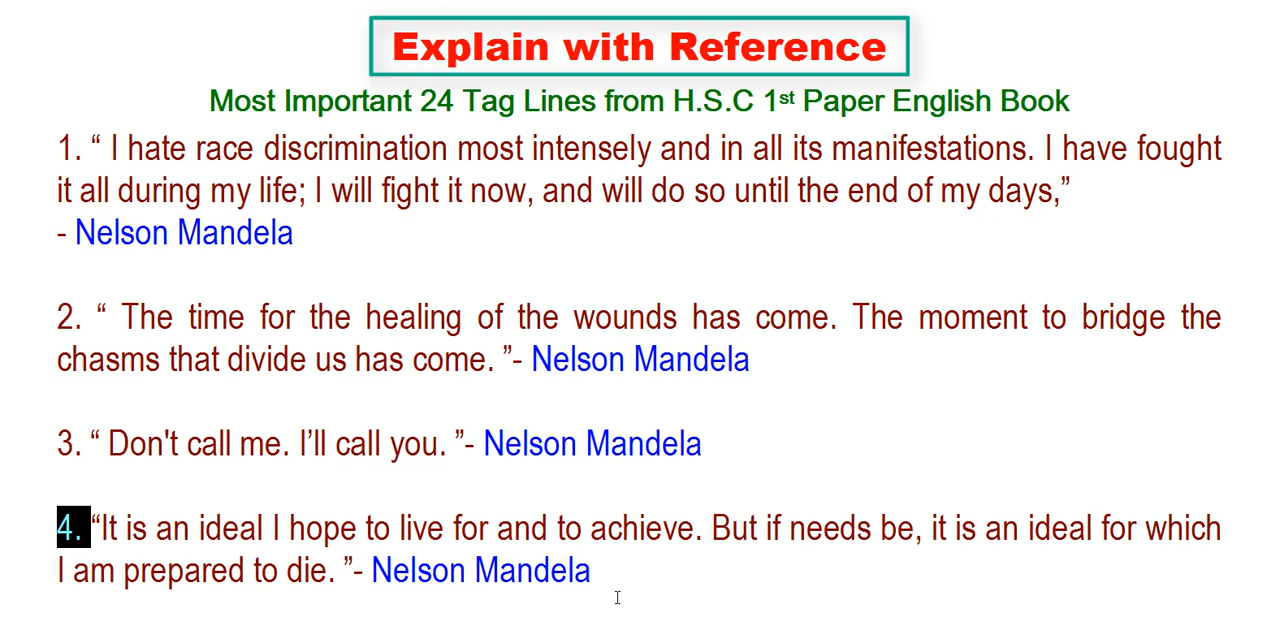 Explain with Reference
Most Important 24 Tag Lines from H.S.C 1st Paper English Book
1. “ I hate race discrimination most intensely and in all its manifestations. I have fought
it all during my life; I will fight it now, and will do so until the end of my days,”
- Nelson Mandela
2. “ The time for the healing of the wounds has come. The moment to bridge the
chasms that divide us has come. ”- Nelson Mandela
3. “ Don't call me. I’ll call you. ”- Nelson Mandela
4. “It is an ideal I hope to live for and to achieve. But if needs be, it is an ideal for which
I am prepared to die. ”- Nelson Mandela